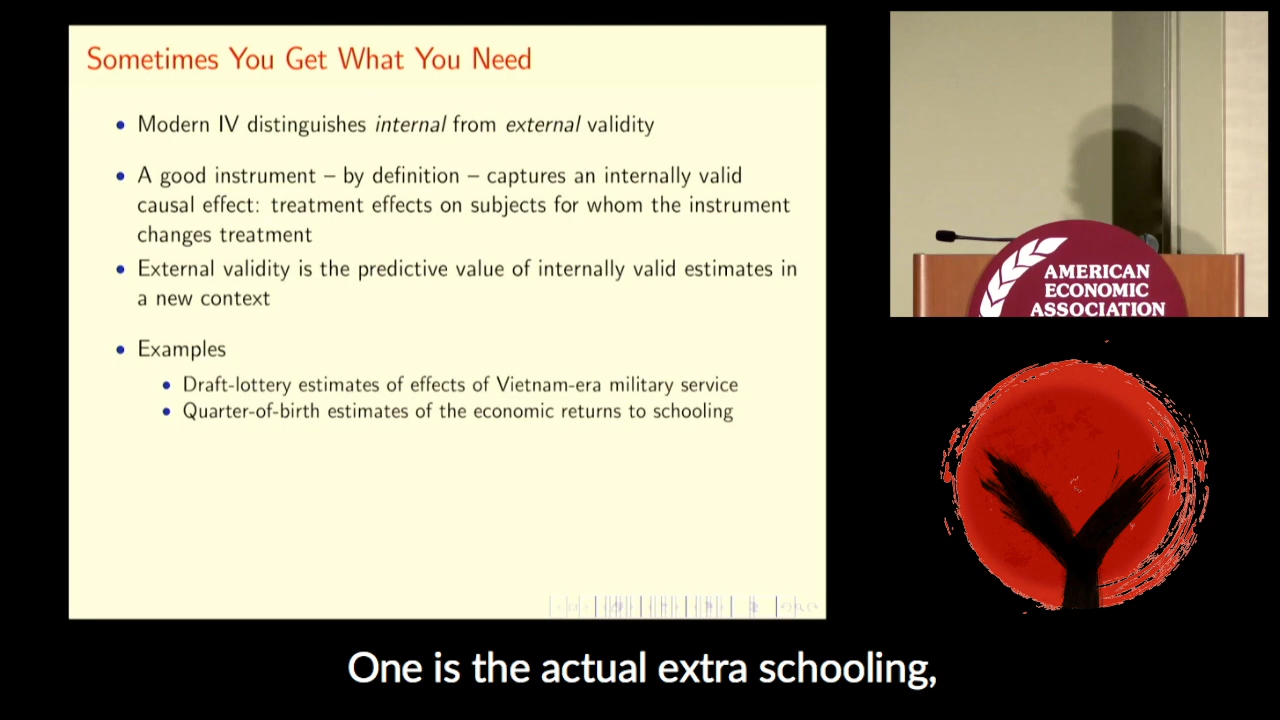 Sometimes You Get What You Need
• Modern IV distinguishes internal from external validity
• A good instrument – by definition – captures an internally valid
causal effect: treatment effects on subjects for whom the instrument
changes treatment
• External validity is the predictive value of internally valid estimates in
a new context
• Examples
• Draft-lottery estimates of effects of Vietnam-era military service
• Quarter-of-birth estimates of the economic returns to schooling
AMERICAN
ECONOMIC
ASSOCIATION
One is the actual extra schooling,